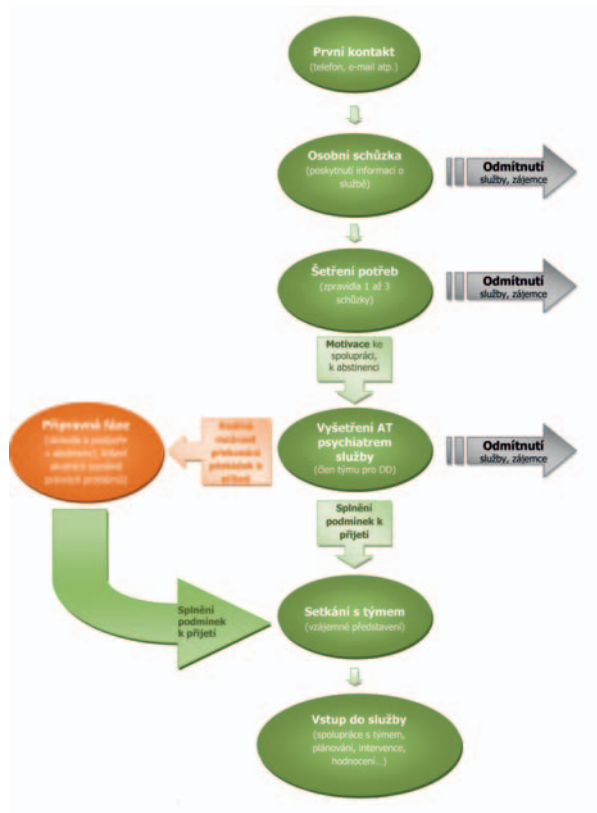 První kontakt
(telefon, e-mail atp.)
Osobní schůzka
(poskytnutí informací o
službě)
Odmítnutí
služby, zájemce
Šetření potřeb
(zpravidla 1 až 3
schůzky)
Odmítnutí
služby, zájemce
Motivace ke
spolupráci,
k abstinenci
Přípravná fáze
Vyšetření AT
psychiatrem
služby)
(člen týmu pro DD)
Odmítnutí
služby, zájemce
Splnění
podmínek k
přijetí
Splnění
podmínek
k přijetí
Setkání s týmem
(vzájemné představení)
Vstup do služby
(spolupráce s týmem,
plánování, intervence,
hodnocení…)